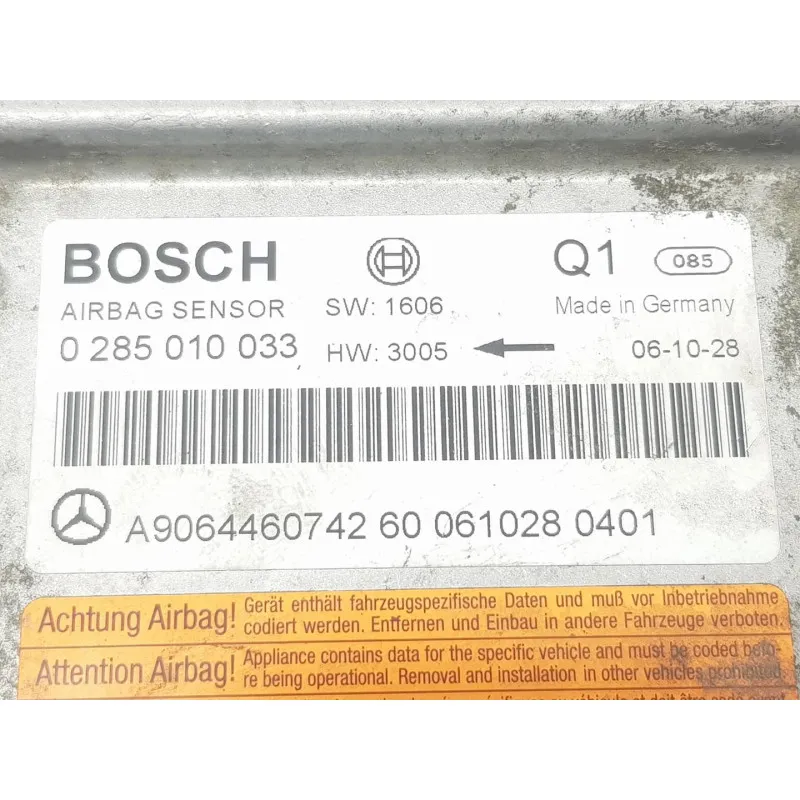 BOSCH
Q1
085
AIRBAG SENSOR
SW: 1606
Made in Germany
0 285 010 033
HW: 3005
06-10-28
A9064460742 60 061028 0401
Achtung Airbag! Gerät enthält fahrzeugspezifische Daten und muß vor Inbetriebnahme
codiert werden. Entfernen und Einbau in andere Fahrzeuge verboten.
Attention Airbag! Appliance contains data for the specific vehicle and must be coded befo-
re being operational. Removal and installation in other vehicles prohibited.